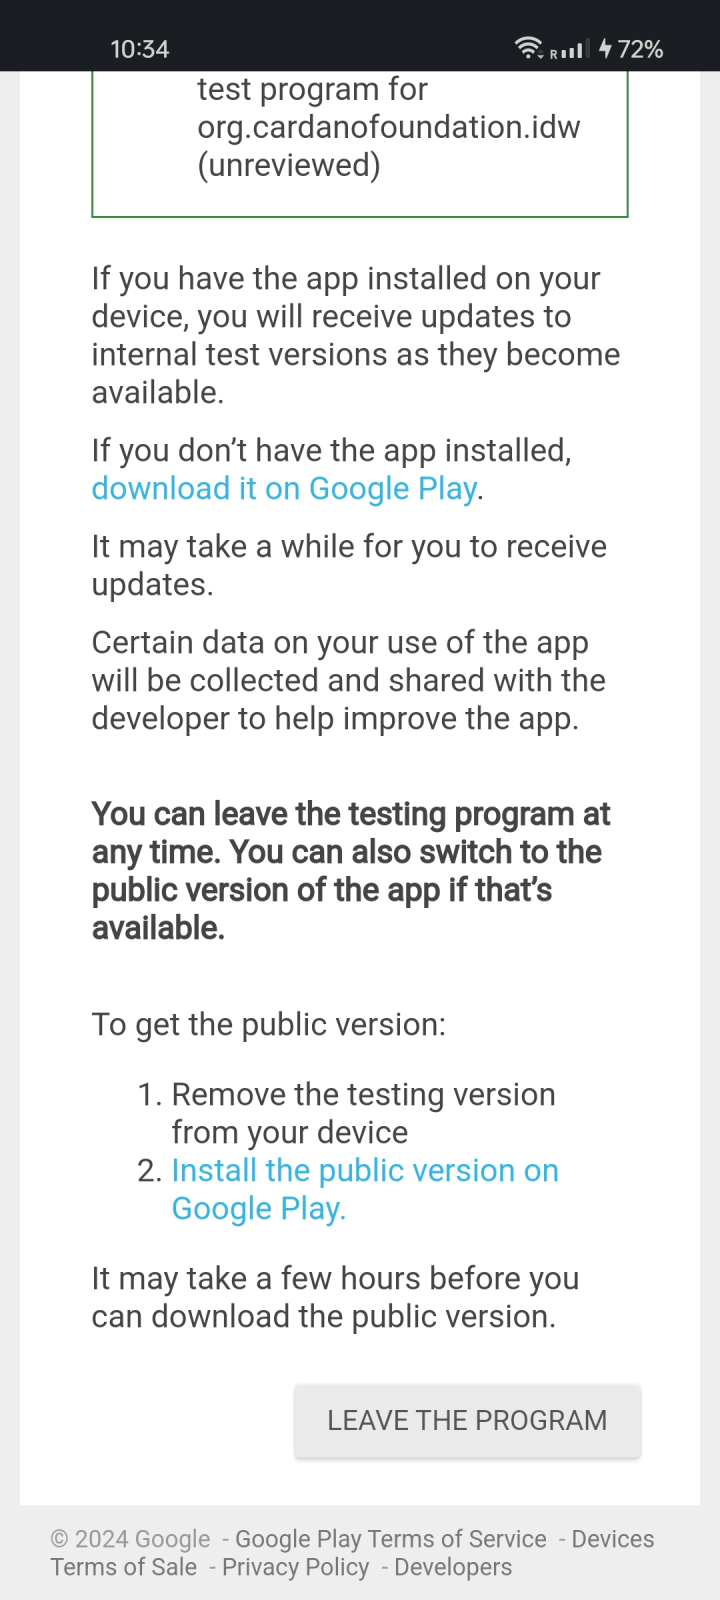 10:34
R 72%
test program for
org.cardanofoundation.idw
(unreviewed)
If you have the app installed on your
device, you will receive updates to
internal test versions as they become
available.
If you don’t have the app installed,
download it on Google Play.
It may take a while for you to receive
updates.
Certain data on your use of the app
will be collected and shared with the
developer to help improve the app.
You can leave the testing program at
any time. You can also switch to the
public version of the app if that’s
available.
To get the public version:
1. Remove the testing version
from your device
2. Install the public version on
Google Play.
It may take a few hours before you
can download the public version.
LEAVE THE PROGRAM
© 2024 Google - Google Play Terms of Service - Devices
Terms of Sale - Privacy Policy - Developers